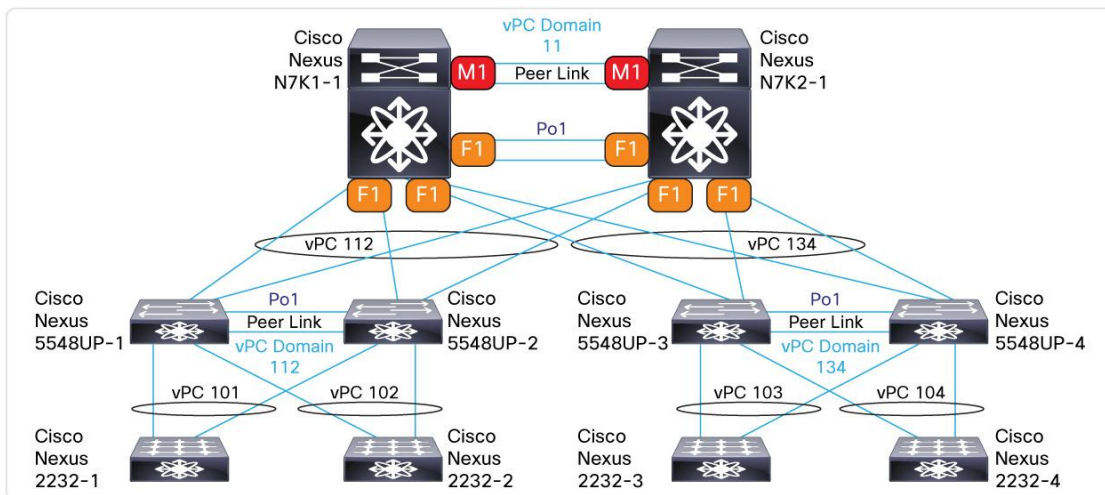 vPC Domain
11
Cisco
Nexus
N7K1-1
M1
Peer Link
M1
Cisco
Nexus
N7K2-1
F1
Po1
F1
F1
F1
F1
F1
vPC 112
vPC 134
Cisco
Nexus
5548UP-1
Po1
Peer Link
vPC Domain
112
Cisco
Nexus
5548UP-2
Cisco
Nexus
5548UP-3
Po1
Peer Link
vPC Domain
134
Cisco
Nexus
5548UP-4
vPC 101
vPC 102
vPC 103
vPC 104
Cisco
Nexus
2232-1
Cisco
Nexus
2232-2
Cisco
Nexus
2232-3
Cisco
Nexus
2232-4